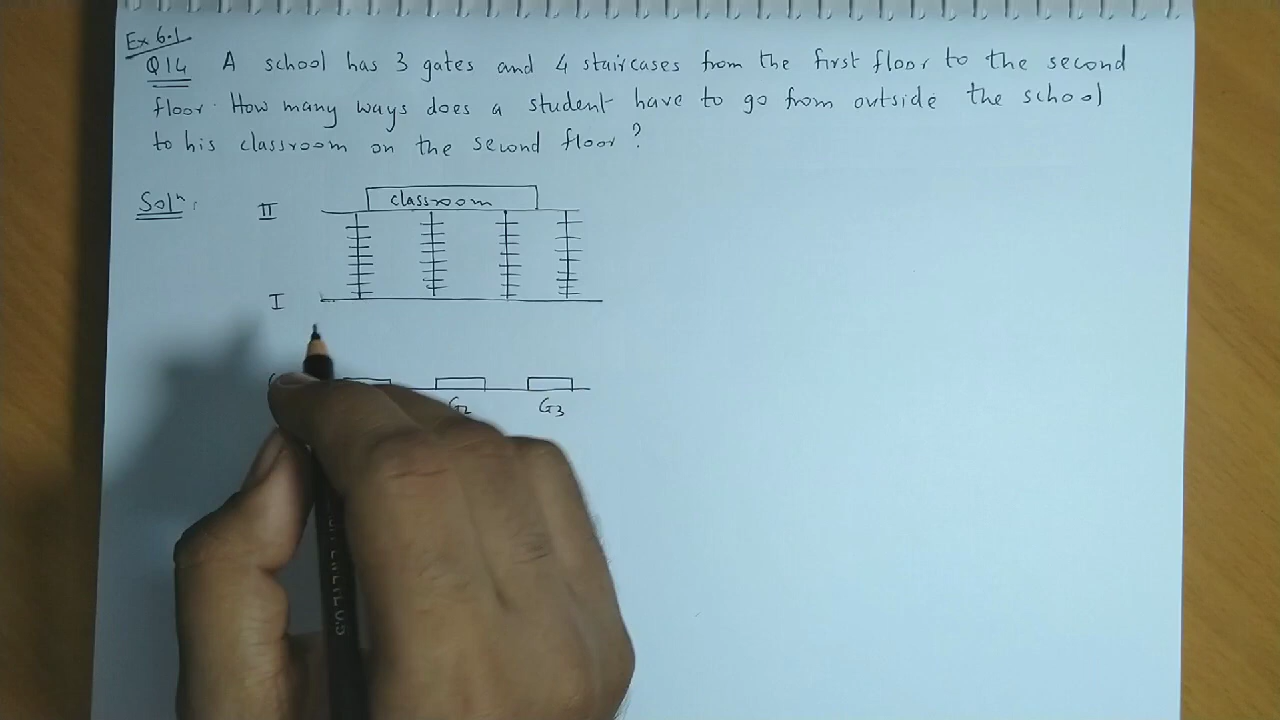 Ex 6.1
Q14 A school has 3 gates and 4 staircases from the first floor to the second
floor. How many ways does a student have to go from outside the school
to his classroom on the second floor?
Solⁿ:
II classroom
I
G2 G3